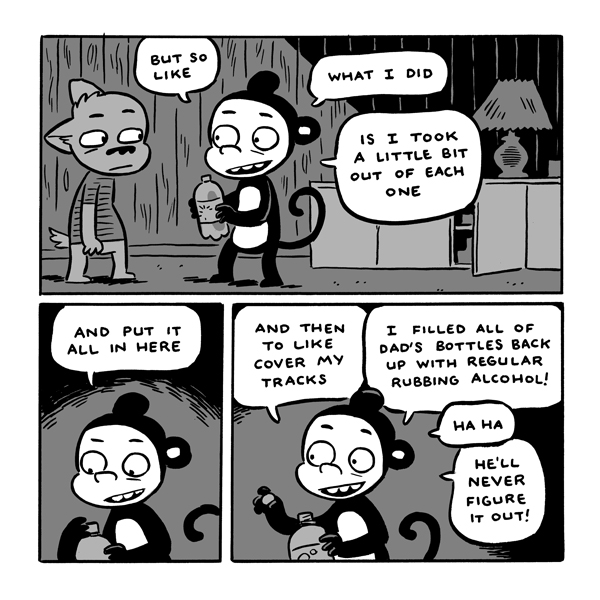 BUT SO
LIKE
WHAT I DID
IS I TOOK
A LITTLE BIT
OUT OF EACH
ONE
AND PUT IT
ALL IN HERE
AND THEN
TO LIKE
COVER MY
TRACKS
I FILLED ALL OF
DAD'S BOTTLES BACK
UP WITH REGULAR
RUBBING ALCOHOL!
HA HA
HE'LL
NEVER
FIGURE
IT OUT!